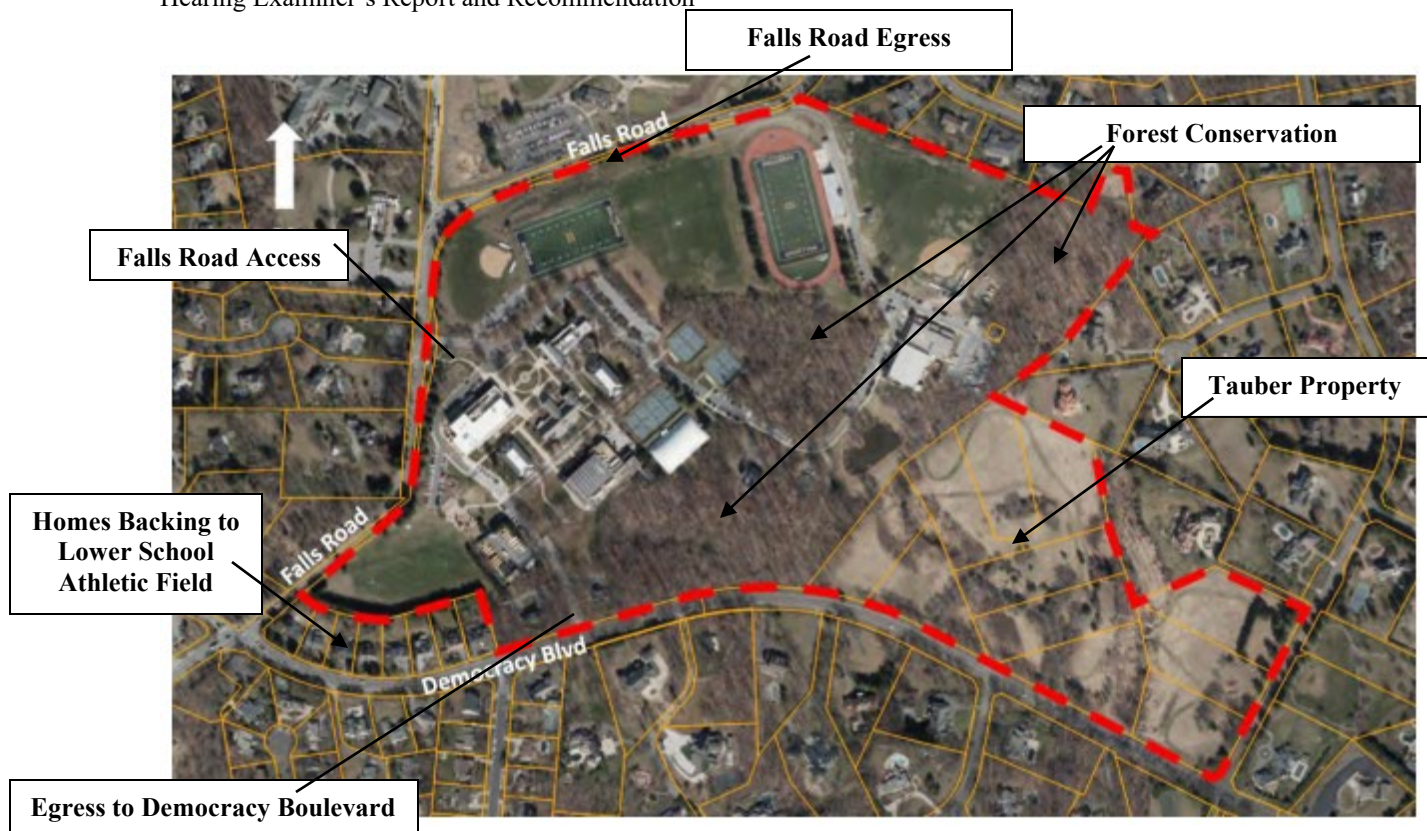 Hearing Examiner's Report and Recommendation
Falls Road Egress
Falls Road
Forest Conservation
Falls Road Access
Tauber Property
Homes Backing to
Lower School
Athletic Field
Falls Road
Democracy Blvd
Egress to Democracy Boulevard